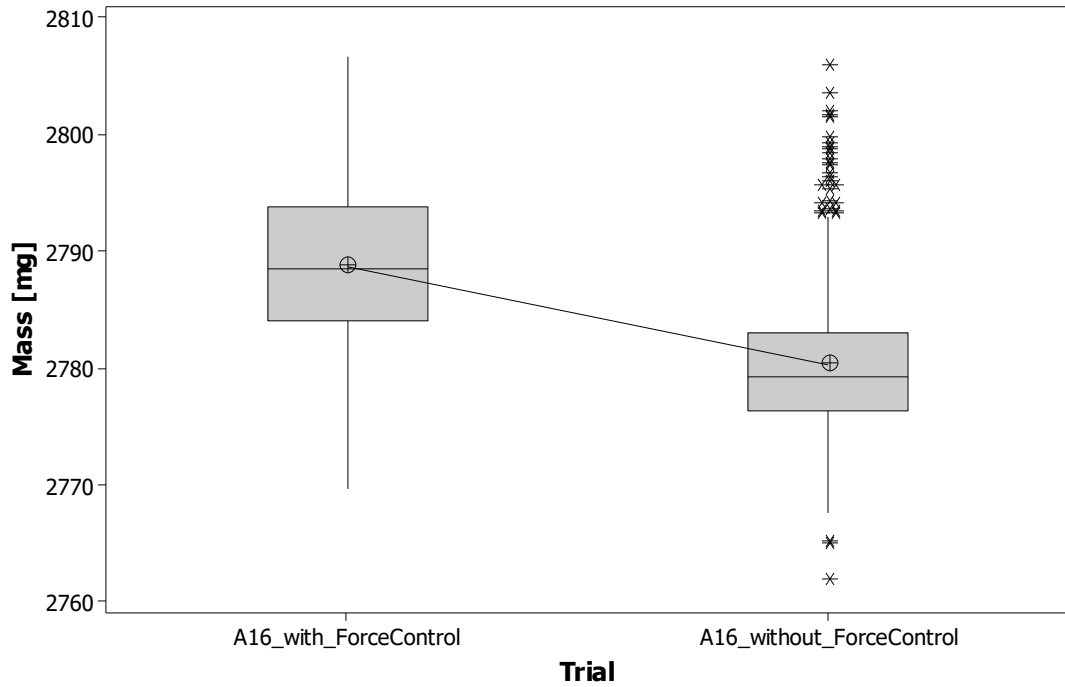 Mass [mg]
2810
2800
2790
2780
2770
2760
A16_with_ForceControl
A16_without_ForceControl
Trial